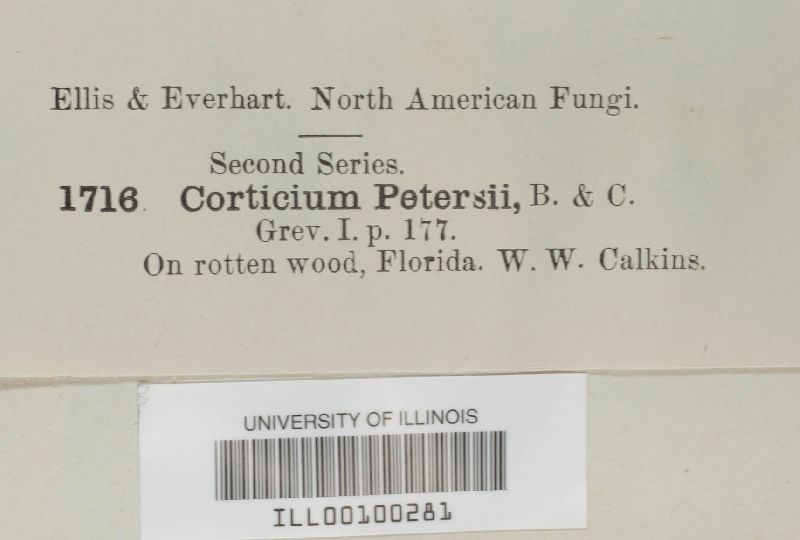 Ellis & Everhart. North American Fungi.
Second Series.
1716. Corticium Petersii, B. & C.
Grev. I. p. 177.
On rotten wood, Florida. W. W. Calkins.
UNIVERSITY OF ILLINOIS
ILL00100281